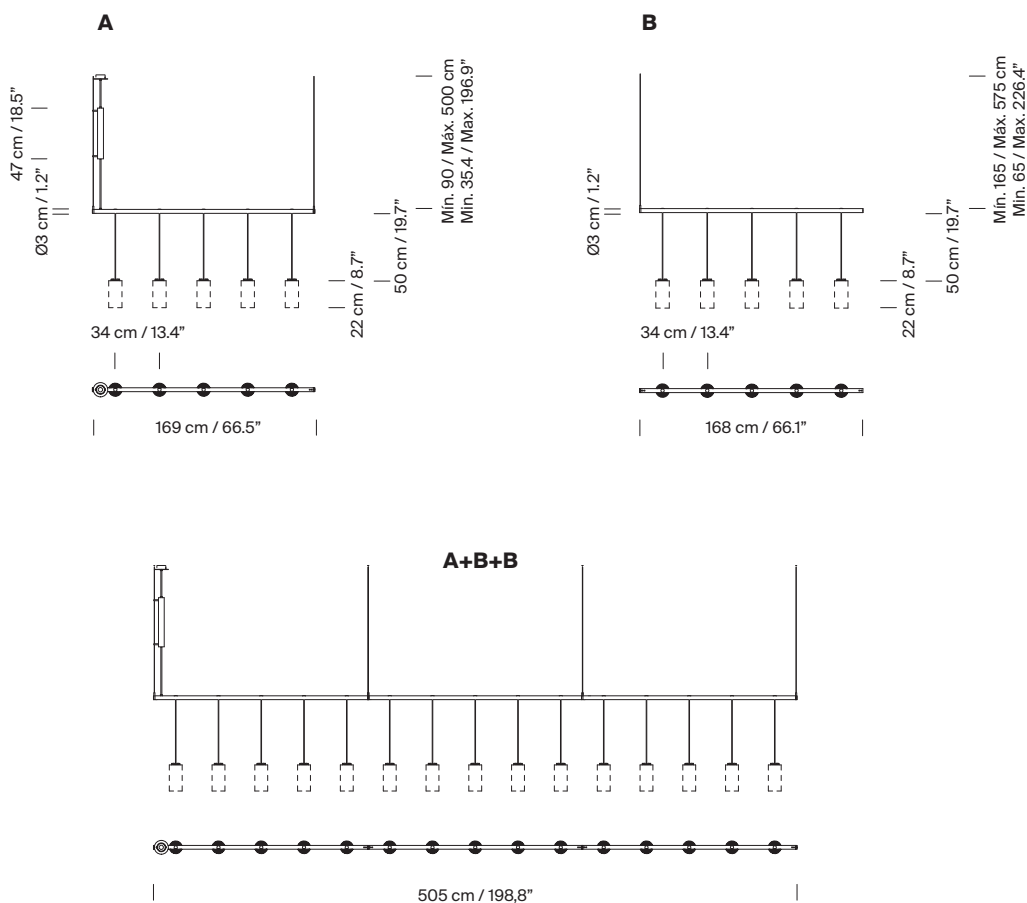 A
47 cm / 18.5”
Ø3 cm / 1.2”
Mín. 90 / Máx. 500 cm
Min. 35.4 / Max. 196.9”
50 cm / 19.7”
22 cm / 8.7”
34 cm / 13.4”
169 cm / 66.5”
B
Ø3 cm / 1.2”
Mín. 165 / Máx. 575 cm
Min. 65 / Max. 226.4”
50 cm / 19.7”
22 cm / 8.7”
34 cm / 13.4”
168 cm / 66.1”
A+B+B
505 cm / 198,8”